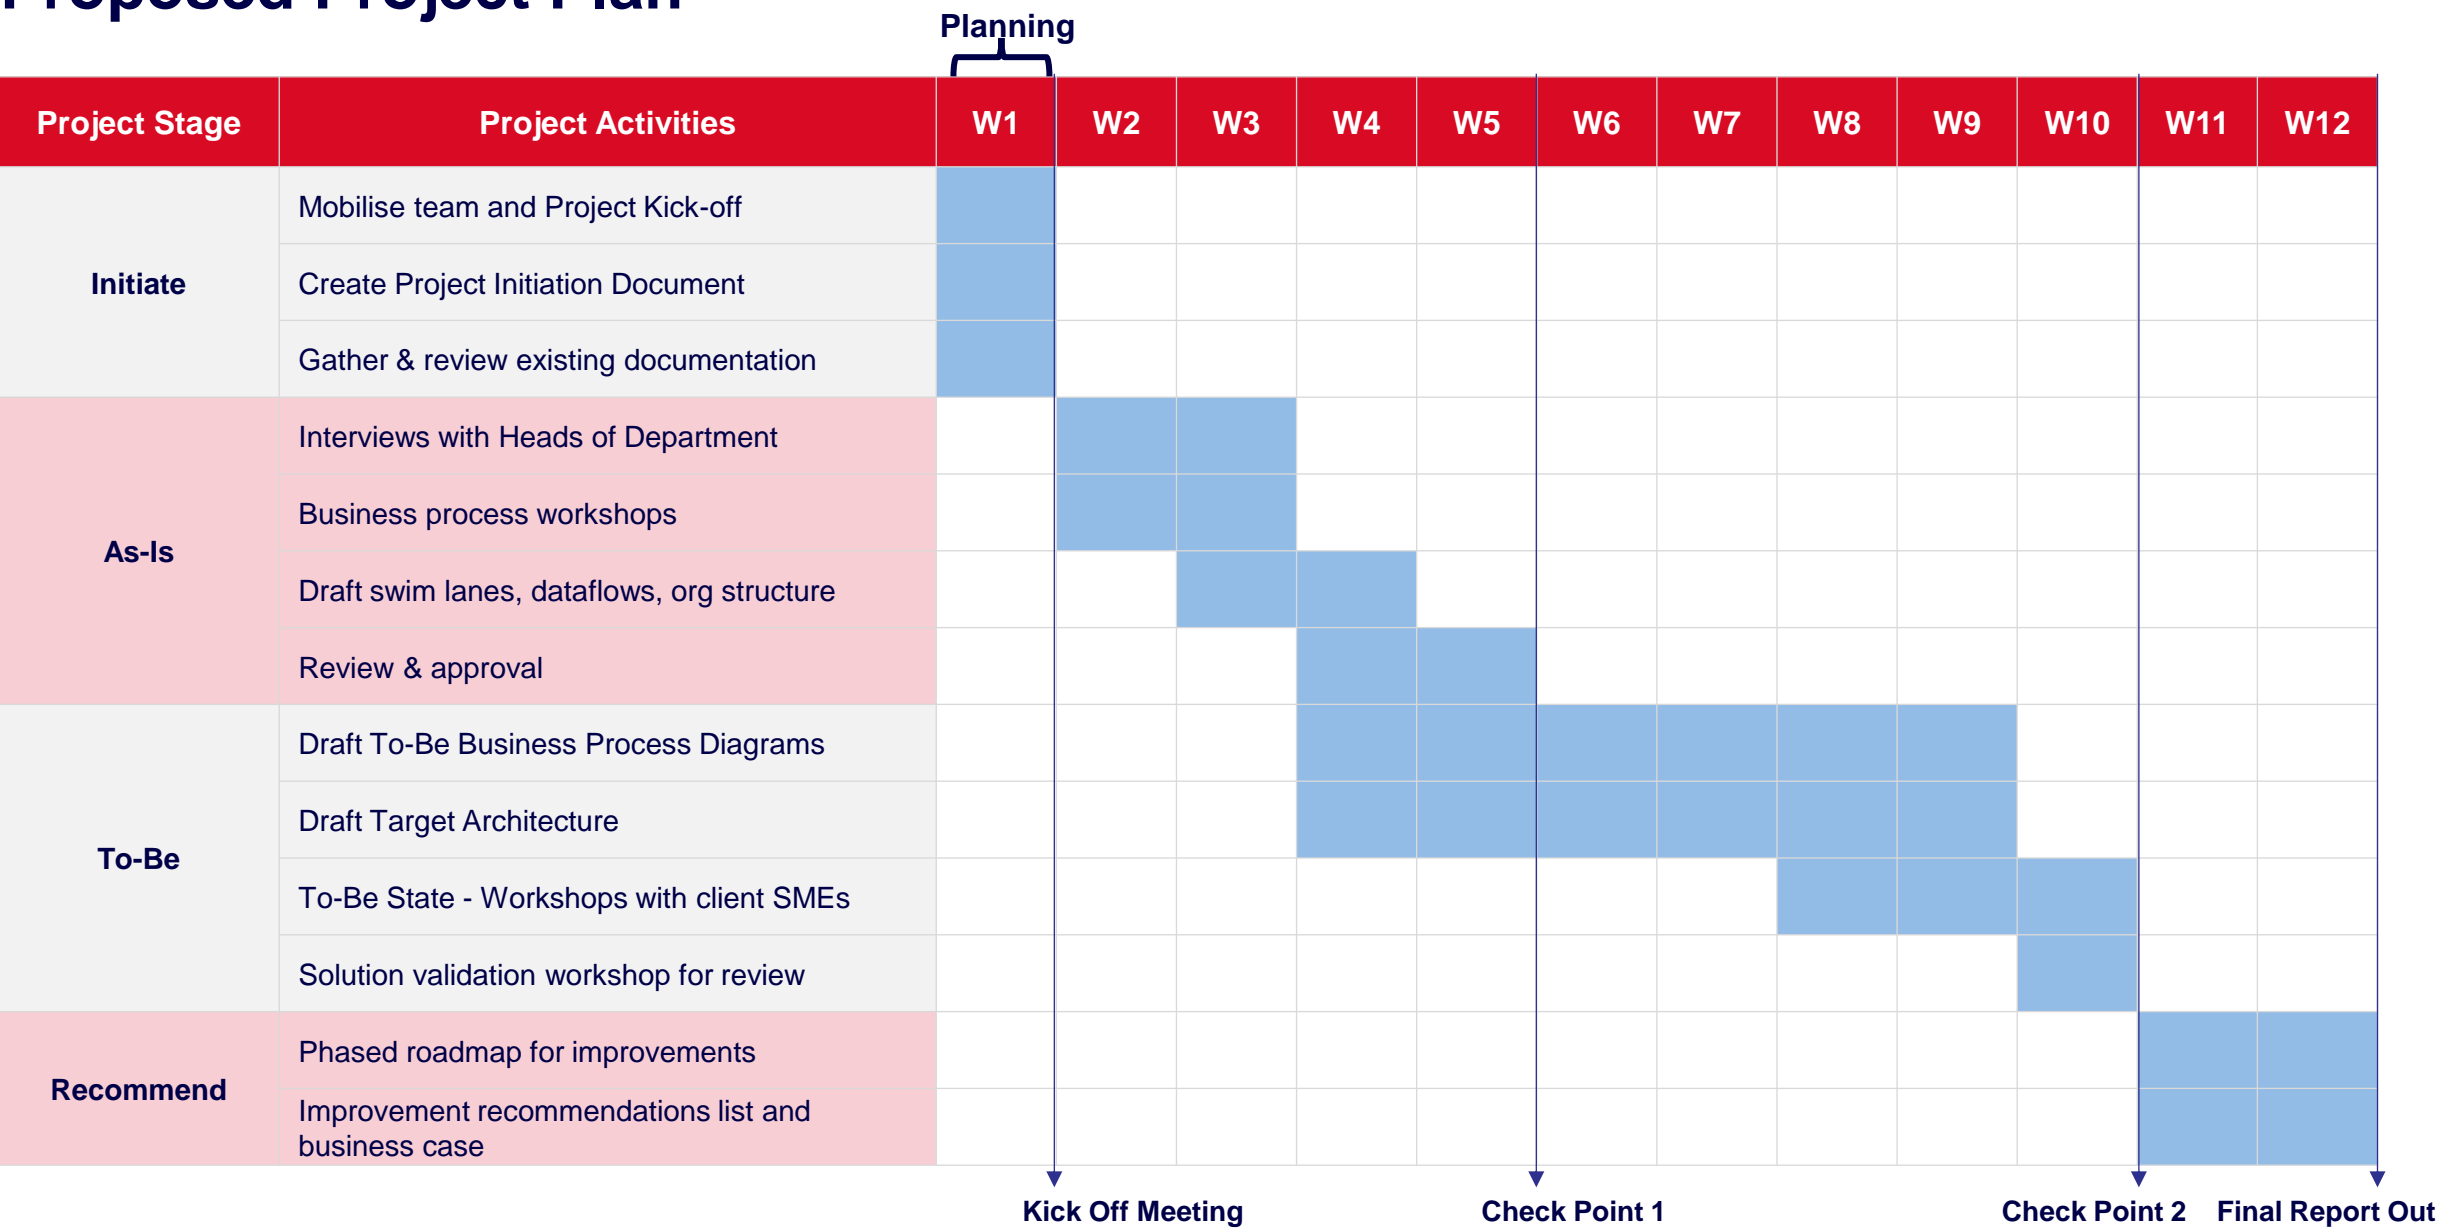 Proposed Project Plan
Planning
Project Stage
Project Activities
W1
W2
W3
W4
W5
W6
W7
W8
W9
W10
W11
W12
Initiate
Mobilise team and Project Kick-off
Create Project Initiation Document
Gather & review existing documentation
As-Is
Interviews with Heads of Department
Business process workshops
Draft swim lanes, dataflows, org structure
Review & approval
To-Be
Draft To-Be Business Process Diagrams
Draft Target Architecture
To-Be State - Workshops with client SMEs
Solution validation workshop for review
Recommend
Phased roadmap for improvements
Improvement recommendations list and
business case
Kick Off Meeting
Check Point 1
Check Point 2
Final Report Out